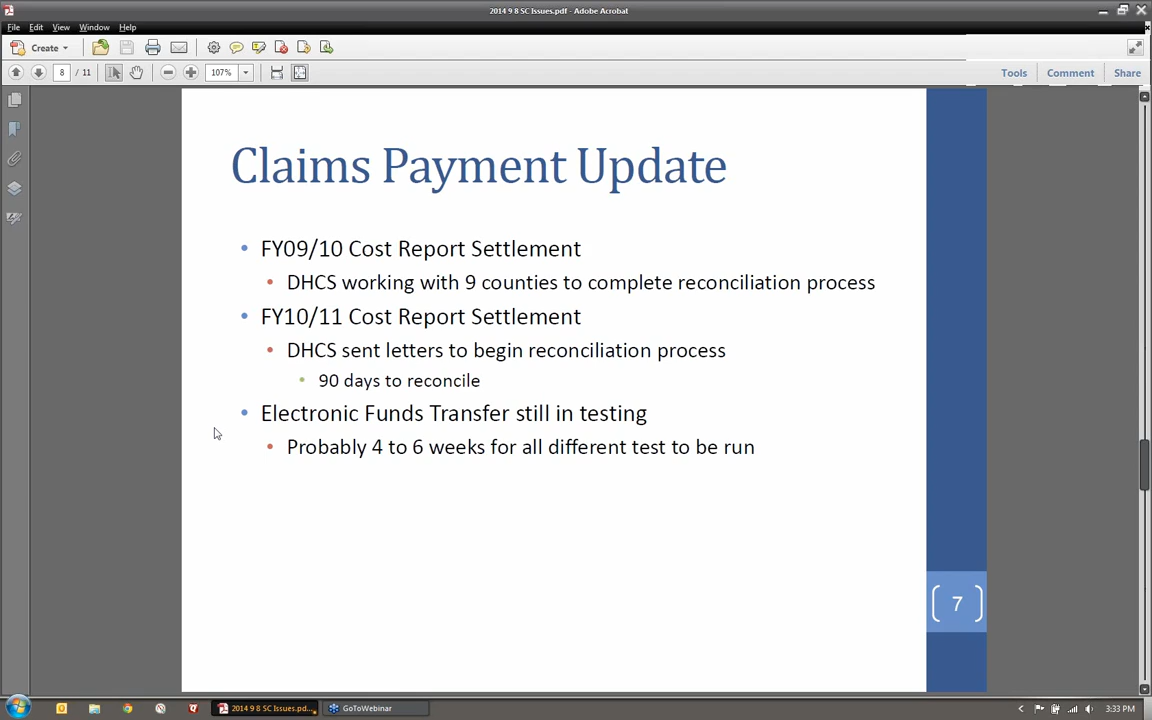 2014 9 8 SC Issues.pdf - Adobe Acrobat
File Edit View Window Help
Create
8 / 11 107% Tools Comment Share
Claims Payment Update
• FY09/10 Cost Report Settlement
• DHCS working with 9 counties to complete reconciliation process
• FY10/11 Cost Report Settlement
• DHCS sent letters to begin reconciliation process
• 90 days to reconcile
• Electronic Funds Transfer still in testing
• Probably 4 to 6 weeks for all different test to be run
7
2014 9 8 SC Issues.pd... GoToWebinar 3:33 PM